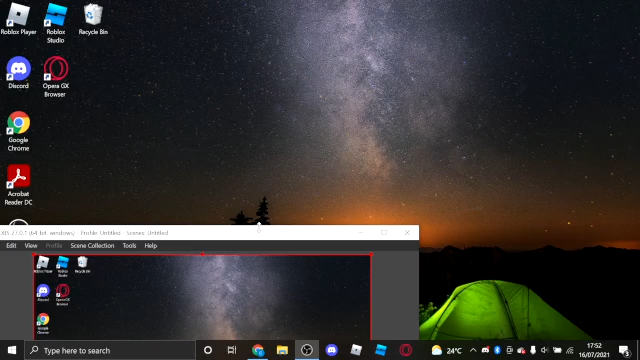 Roblox Player
Roblox Studio
Recycle Bin
Discord
Opera GX Browser
Google Chrome
Acrobat Reader DC
27.0.1 (64-bit, windows) - Profile: Untitled - Scenes: Untitled
Edit View Profile Scene Collection Tools Help
Roblox Player
Roblox Studio
Recycle Bin
Discord
Opera GX Browser
Google Chrome
Type here to search
24°C
17:52
16/07/2021